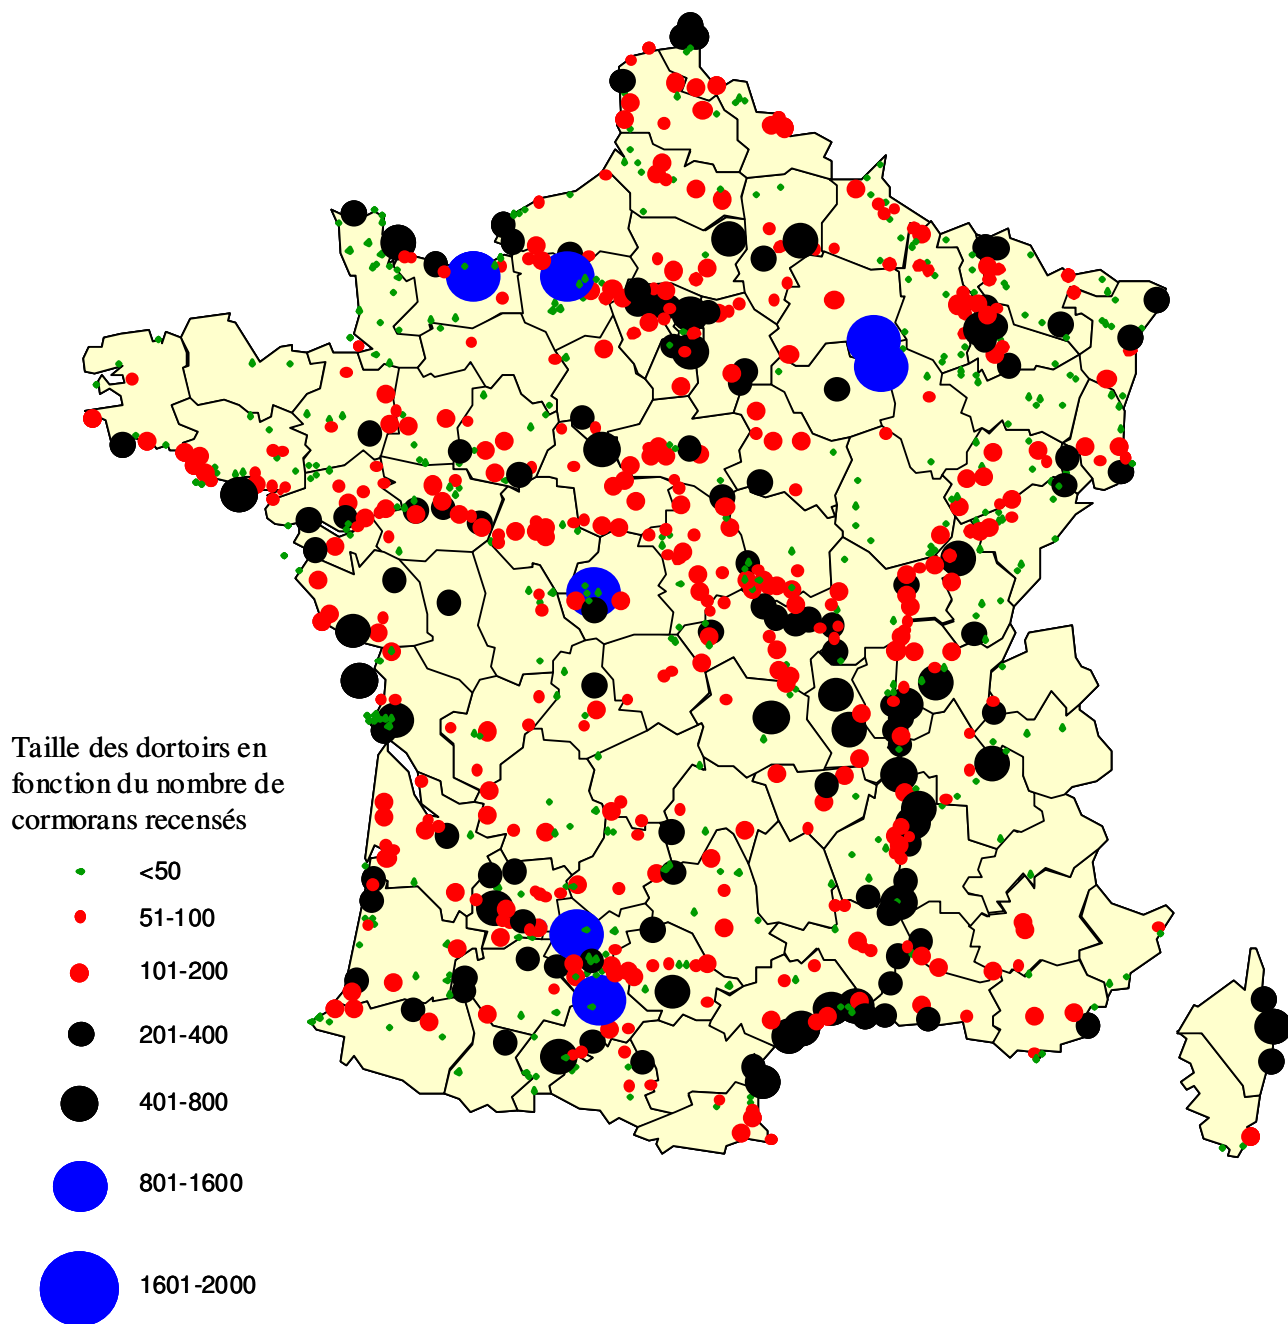 Taille des dortoirs en
fonction du nombre de
cormorans recensés
<50
51-100
101-200
201-400
401-800
801-1600
1601-2000